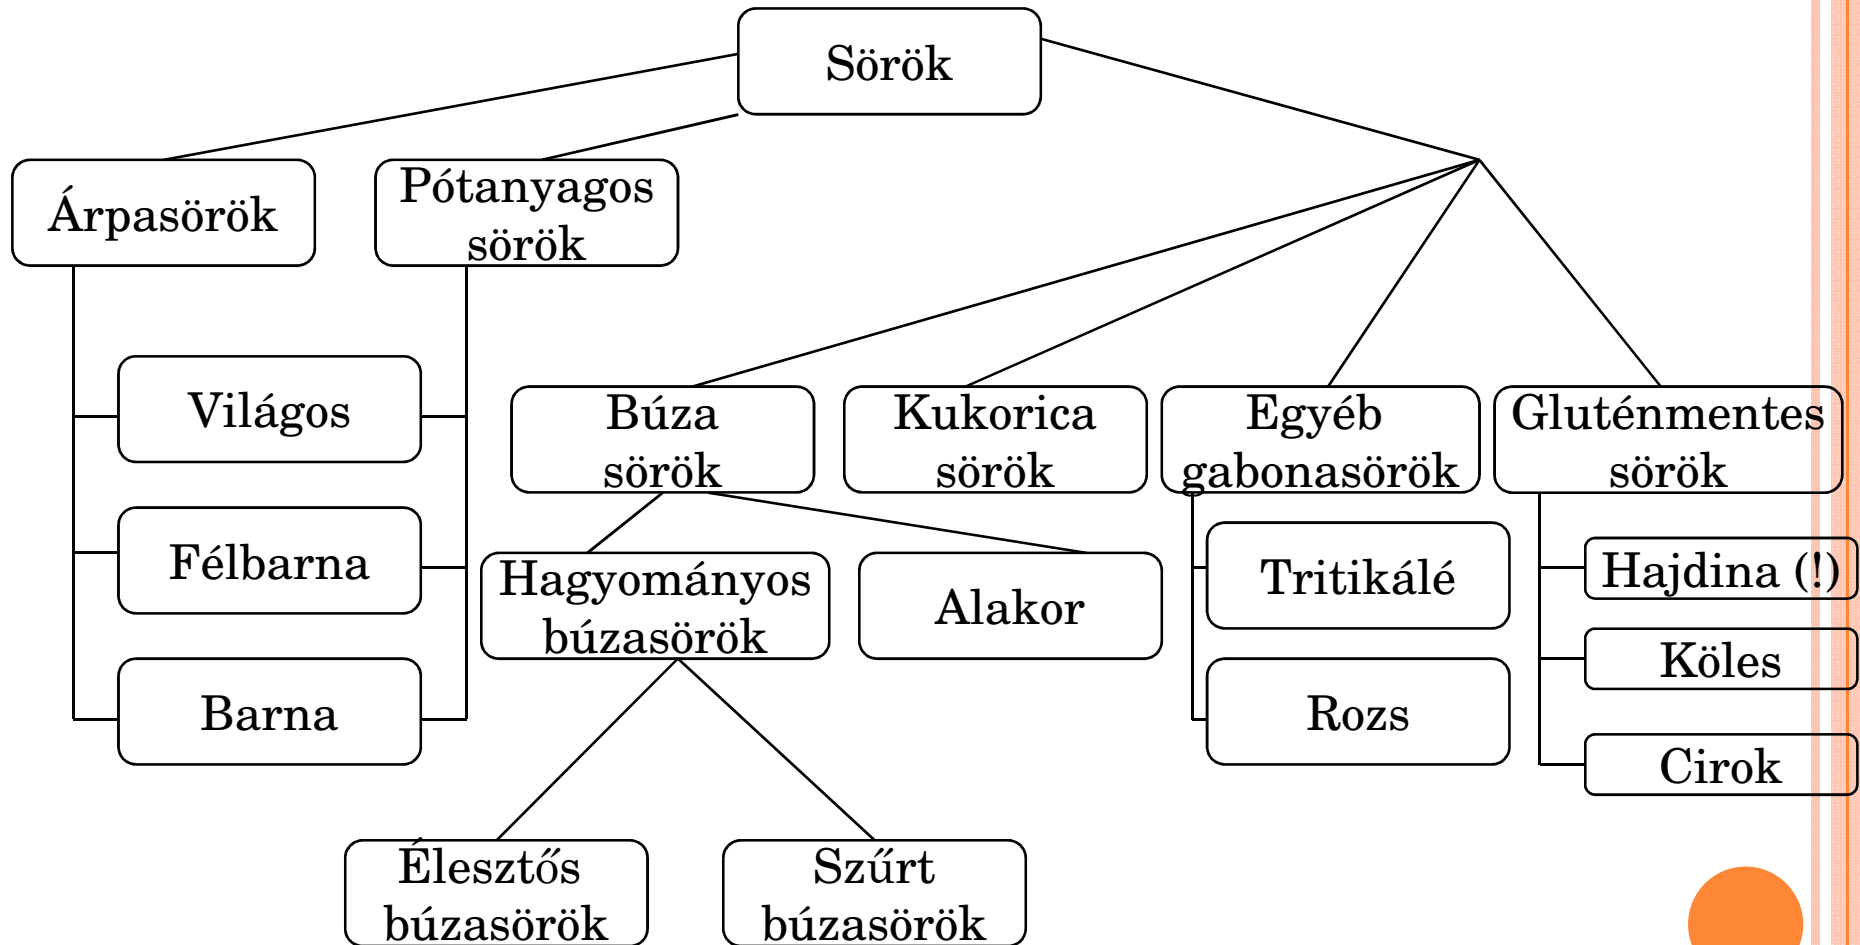 Sörök
Árpasörök
Pótanyagos
sörök
Világos
Félbarna
Barna
Búza
sörök
Kukorica
sörök
Egyéb
gabonasörök
Gluténmentes
sörök
Hagyományos
búzasörök
Alakor
Tritikálé
Rozs
Hajdina (!)
Köles
Cirok
Élesztős
búzasörök
Szűrt
búzasörök